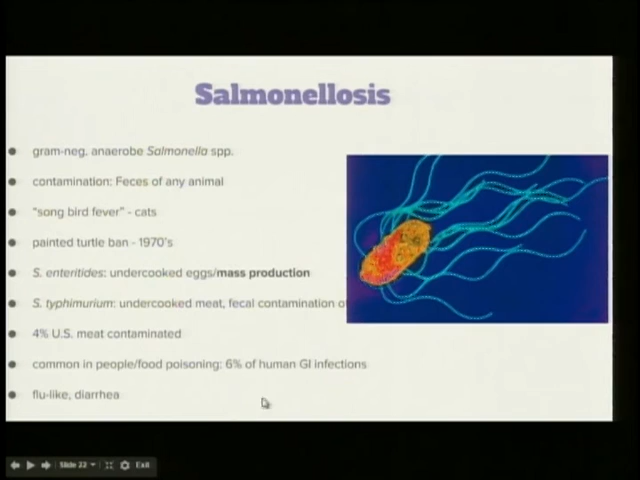 Salmonellosis
gram-neg, anaerobe Salmonella spp.
contamination: Feces of any animal
"song bird fever" - cats
painted turtle ban - 1970's
S. enteritides: undercooked eggs/mass production
S. typhimurium: undercooked meat, fecal contamination o
4% U.S. meat contaminated
common in people/food poisoning: 6% of human GI infections
flu-like, diarrhea
Slide 22
Exit